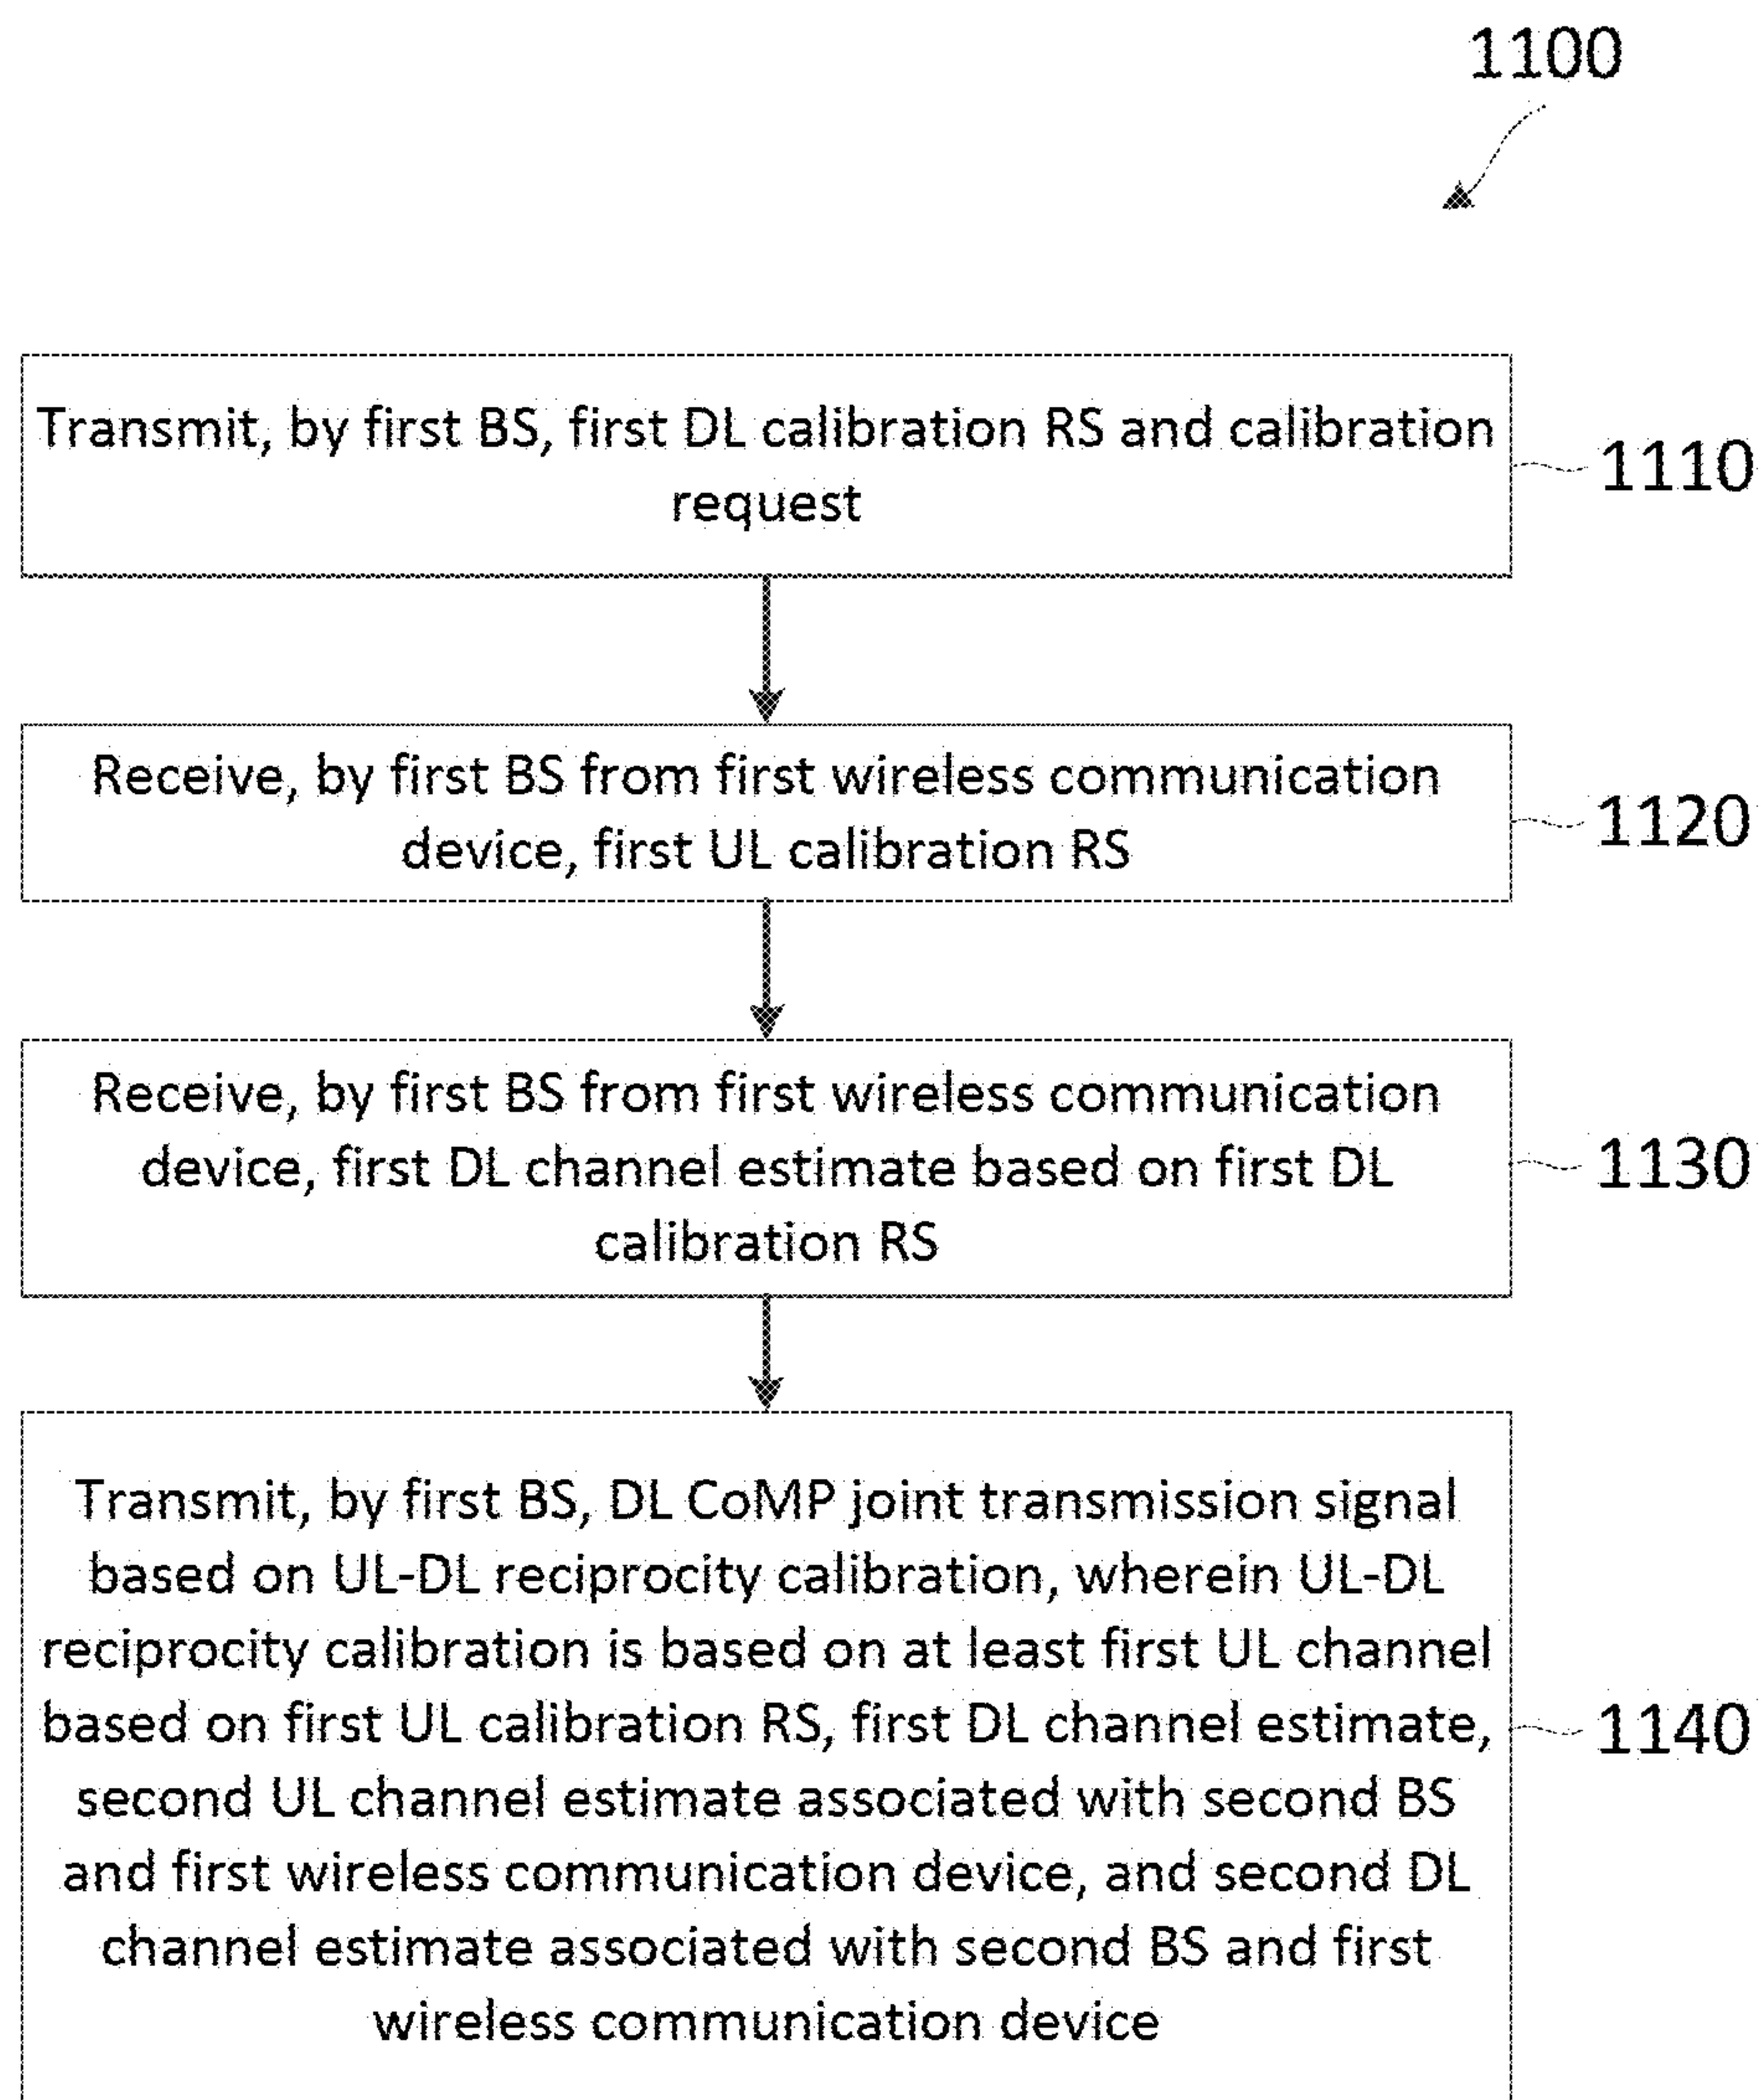 1100
Transmit, by first BS, first DL calibration RS and calibration
request
1110
Receive, by first BS from first wireless communication
device, first UL calibration RS
1120
Receive, by first BS from first wireless communication
device, first DL channel estimate based on first DL
calibration RS
1130
Transmit, by first BS, DL CoMP joint transmission signal
based on UL-DL reciprocity calibration, wherein UL-DL
reciprocity calibration is based on at least first UL channel
based on first UL calibration RS, first DL channel estimate,
second UL channel estimate associated with second BS
and first wireless communication device, and second DL
channel estimate associated with second BS and first
wireless communication device
1140